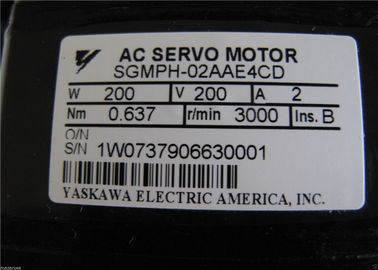 AC SERVO MOTOR
SGMPH-02AAE4CD
W 200 V 200 A 2
Nm 0.637 r/min 3000 Ins. B
O/N
S/N 1W0737906630001
YASKAWA ELECTRIC AMERICA, INC.